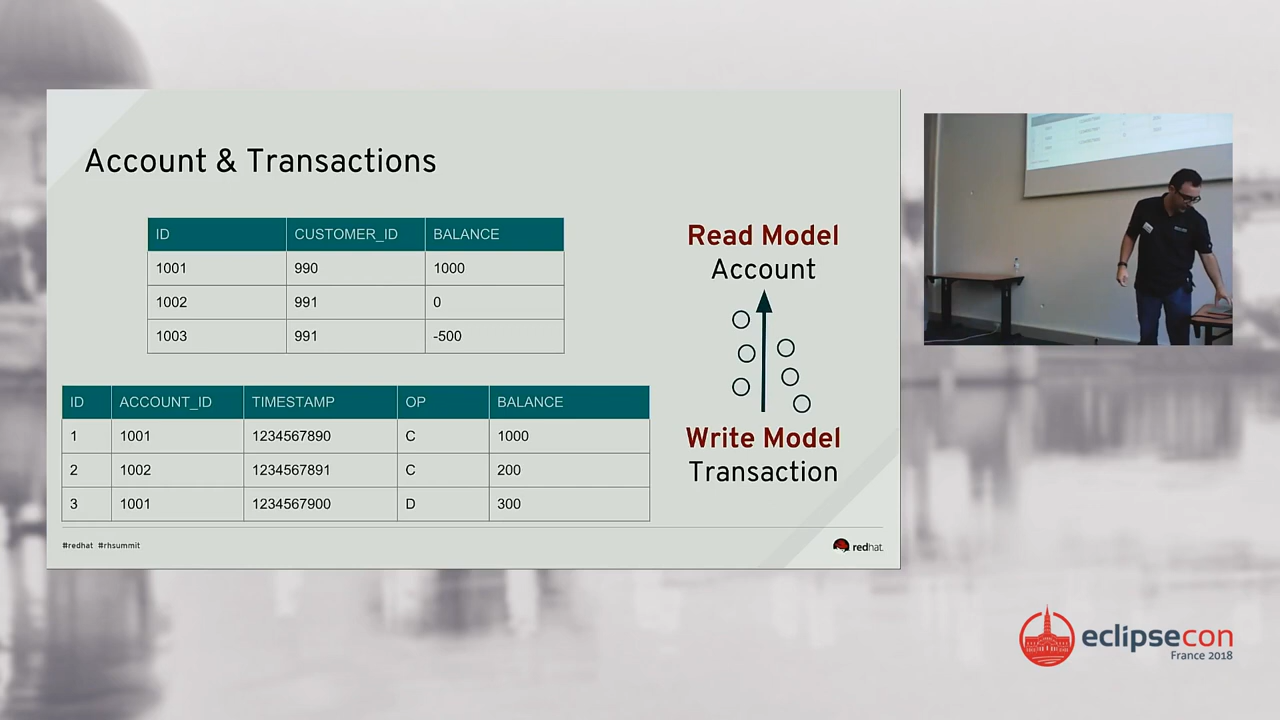 Account & Transactions
ID CUSTOMER_ID BALANCE
1001 990 1000
1002 991 0
1003 991 -500
ID ACCOUNT_ID TIMESTAMP OP BALANCE
1 1001 1234567890 C 1000
2 1002 1234567891 C 200
3 1001 1234567900 D 300
Read Model
Account
Write Model
Transaction
#redhat #rhsummit
redhat.
eclipsecon
France 2018